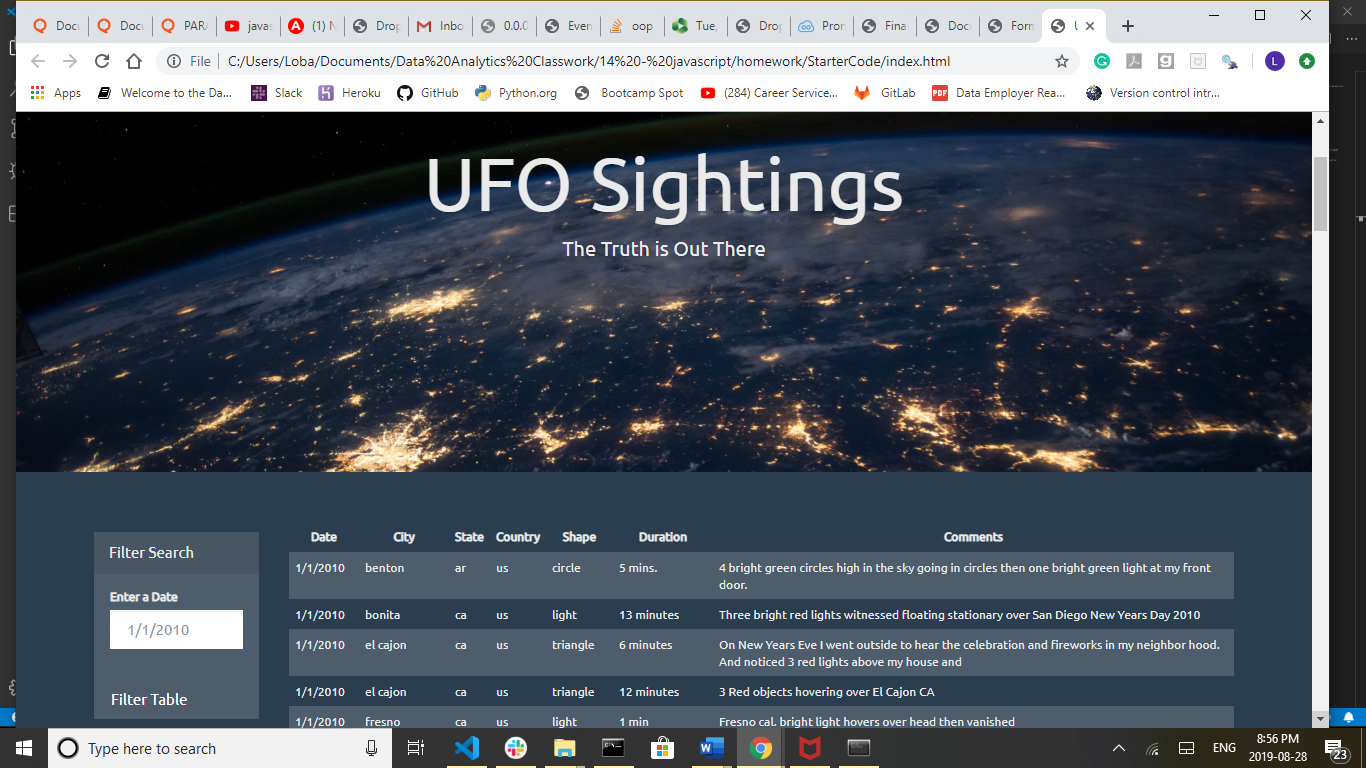 Docu
Docu
PARA
javas
(1) N
Drop
Inbo
0.0.0
Even
oop
Tue,
Drop
Pron
Fina
Docu
Form
U
File
C:/Users/Loba/Documents/Data%20Analytics%20Classwork/14%20-%20javascript/homework/StarterCode/index.html
L
Apps
Welcome to the Da...
Slack
Heroku
GitHub
Python.org
Bootcamp Spot
(284) Career Service...
GitLab
PDF
Data Employer Rea...
Version control intr...
UFO Sightings
The Truth is Out There
Filter Search
Enter a Date
1/1/2010
Filter Table
Date City State Country Shape Duration Comments
1/1/2010 benton ar us circle 5 mins. 4 bright green circles high in the sky going in circles then one bright green light at my front
door.
1/1/2010 bonita ca us light 13 minutes Three bright red lights witnessed floating stationary over San Diego New Years Day 2010
1/1/2010 el cajon ca us triangle 6 minutes On New Years Eve I went outside to hear the celebration and fireworks in my neighbor hood.
And noticed 3 red lights above my house and
1/1/2010 el cajon ca us triangle 12 minutes 3 Red objects hovering over El Cajon CA
1/1/2010 fresno ca us light 1 min Fresno cal. bright light hovers over head then vanished
Type here to search
ENG
8:56 PM
2019-08-28
23